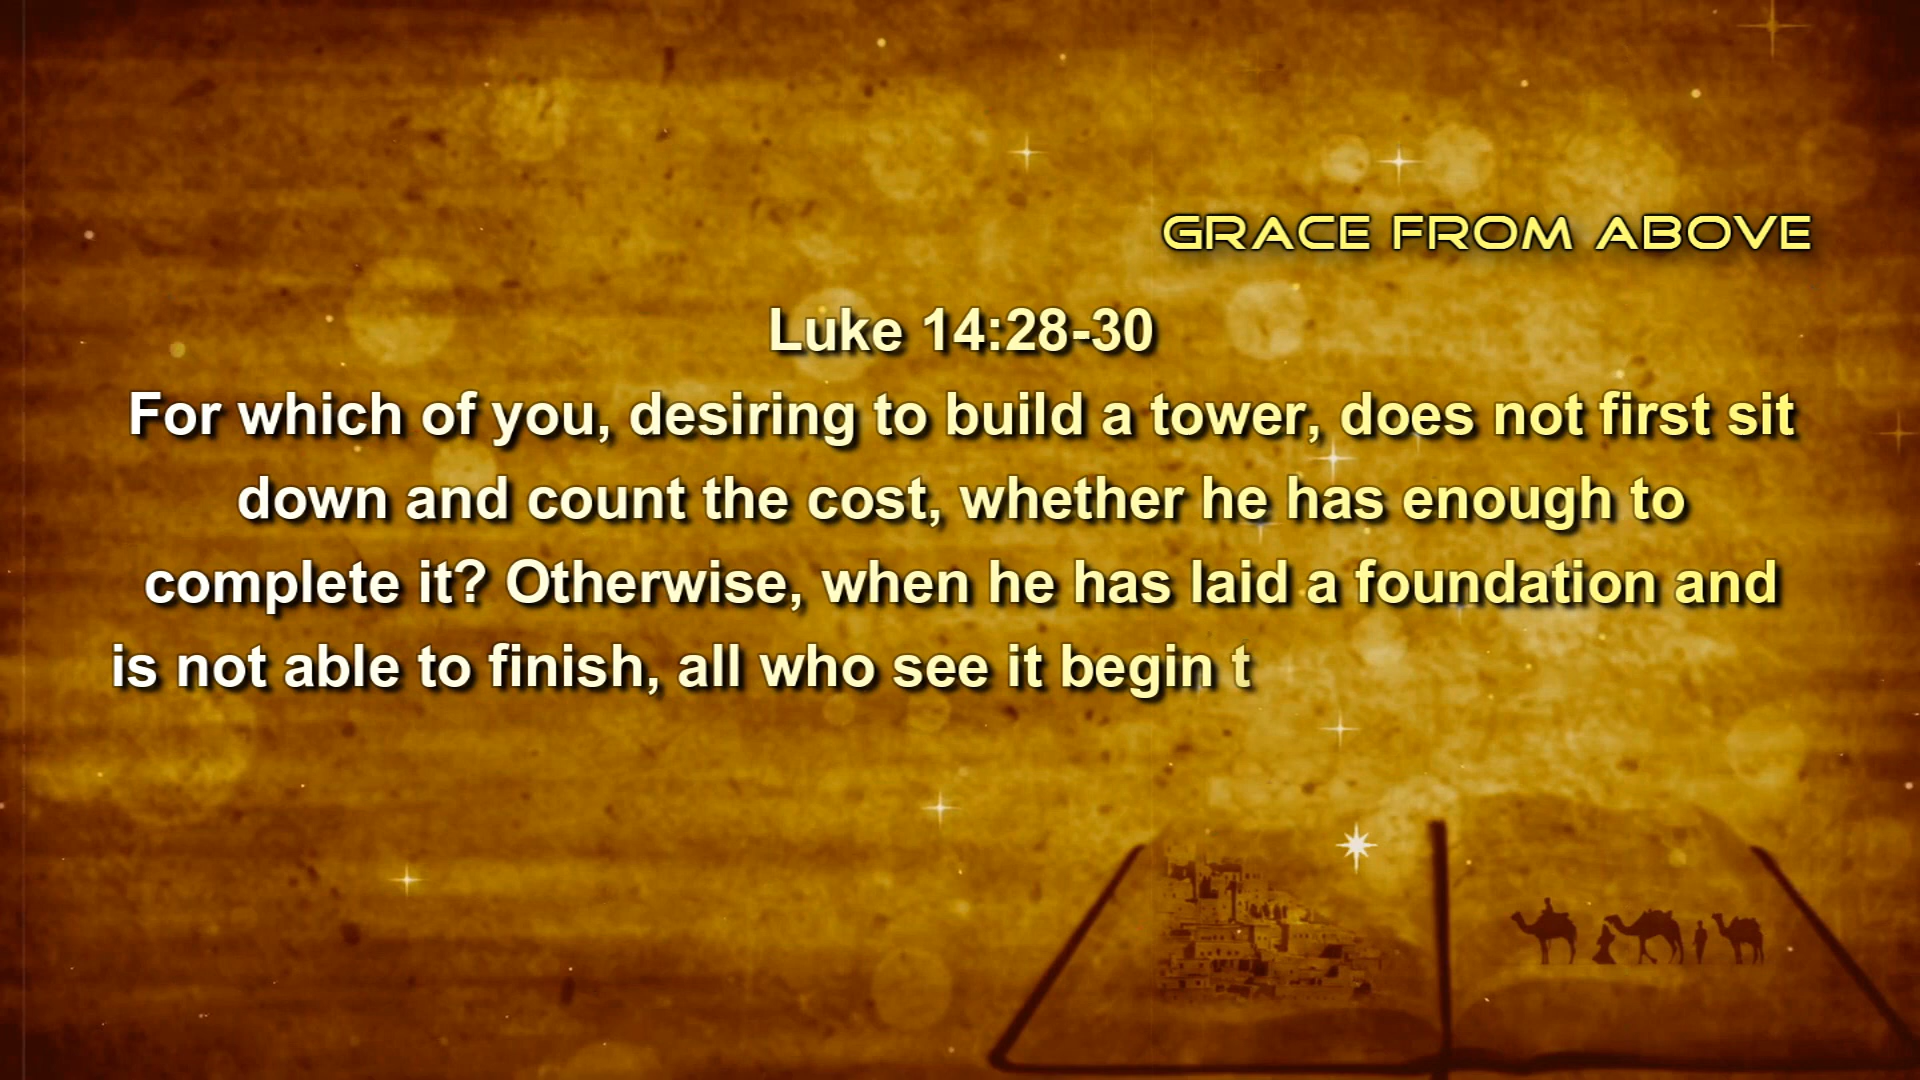 GRACE FROM ABOVE
Luke 14:28-30
For which of you, desiring to build a tower, does not first sit
down and count the cost, whether he has enough to
complete it? Otherwise, when he has laid a foundation and
is not able to finish, all who see it begin t